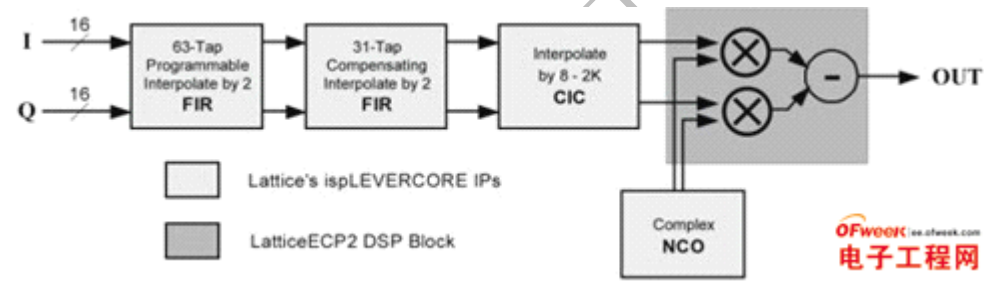 I
16
Q
16
63-Tap
Programmable
Interpolate by 2
FIR
31-Tap
Compensating
Interpolate by 2
FIR
Interpolate
by 8 - 2K
CIC
-
OUT
Complex
NCO
Lattice's ispLEVERCORE IPs
LatticeECP2 DSP Block
OFweek ee.ofweek.com
电子工程网